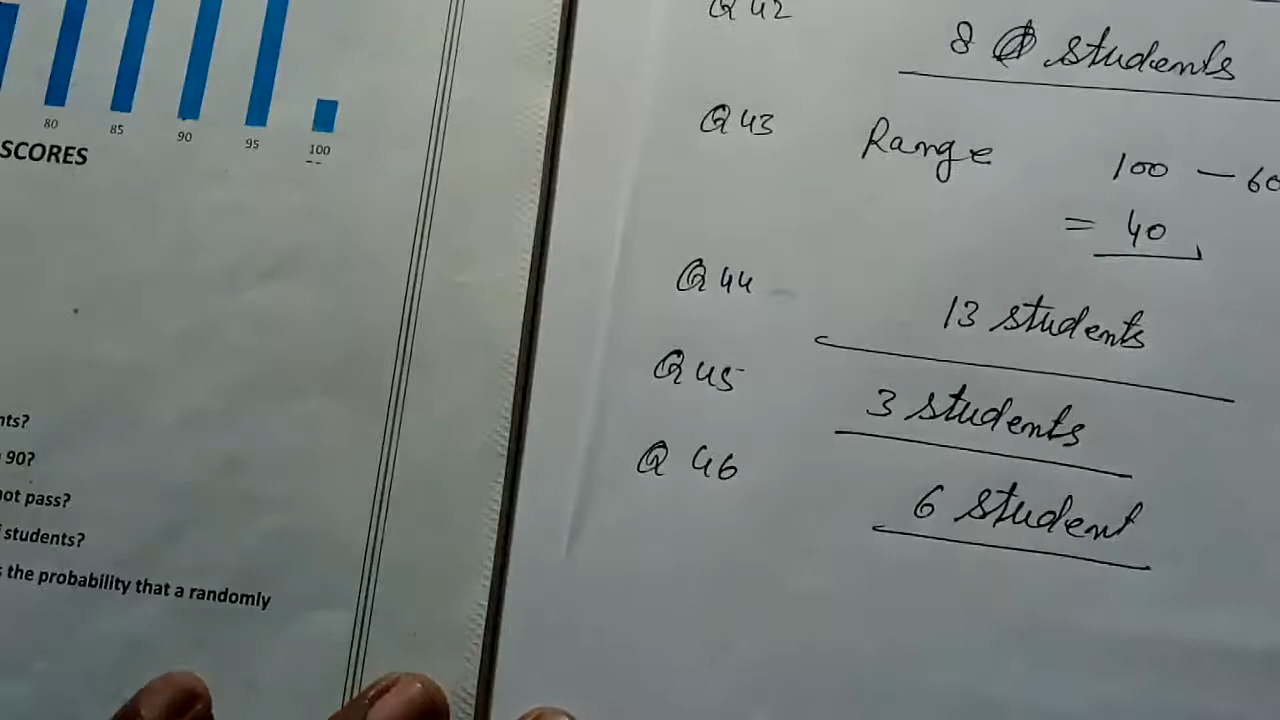 80 85 90 95 100
SCORES
nts?
90?
not pass?
students?
the probability that a randomly
Q 42
8 students
Q 43 Range 100 - 60
= 40
Q 44 13 students
Q 45 3 students
Q 46 6 student